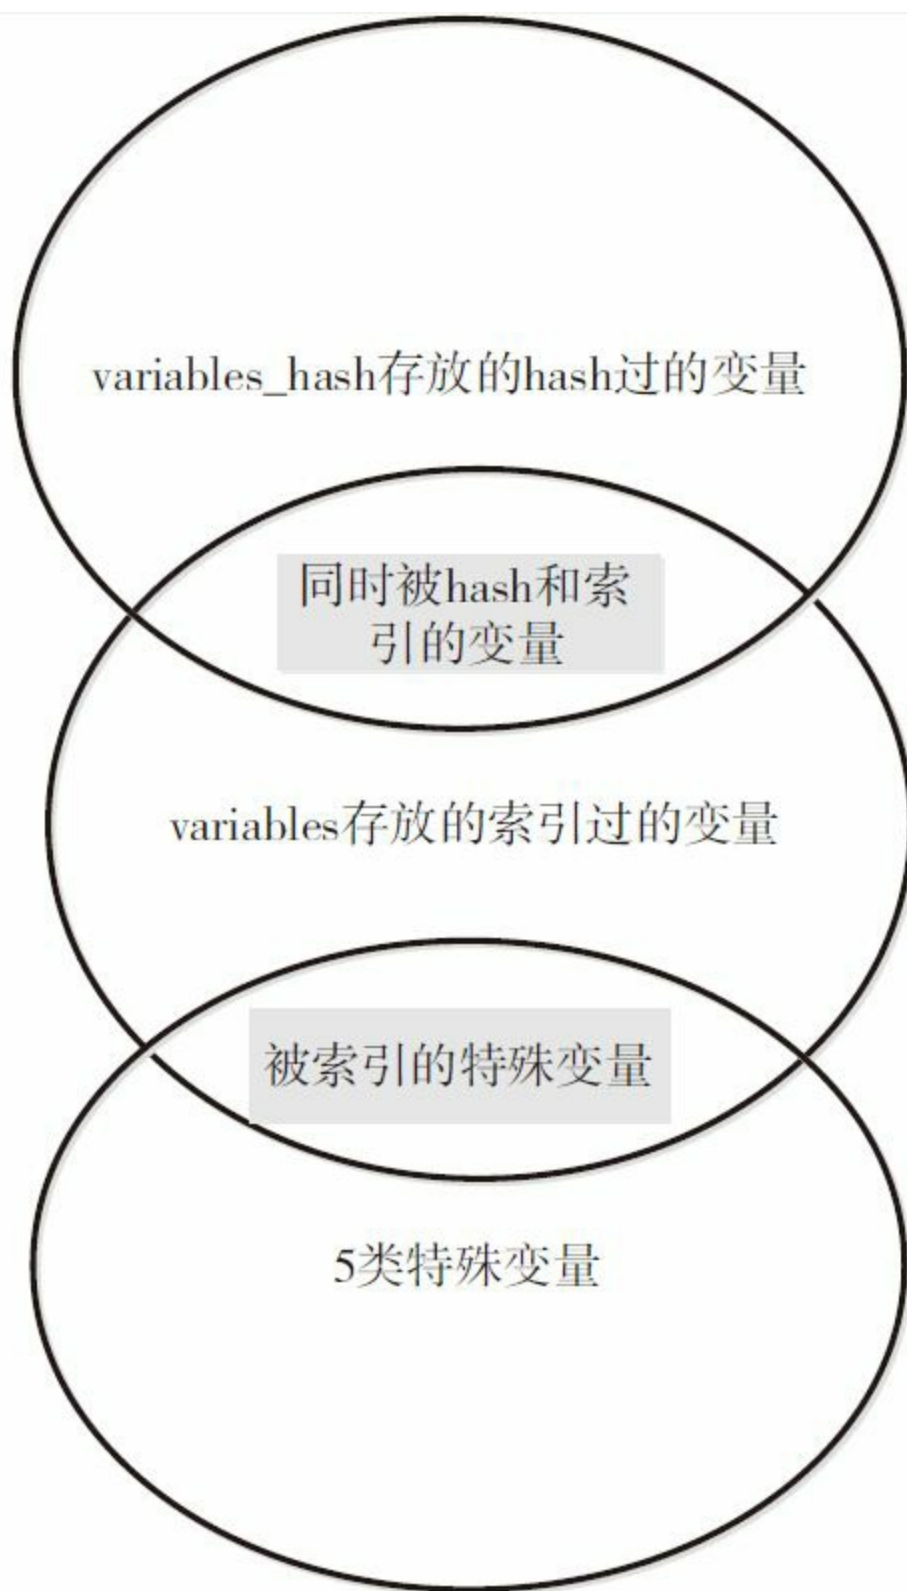 variables_hash存放的hash过的变量
同时被hash和索
引的变量
variables存放的索引过的变量
被索引的特殊变量
5类特殊变量